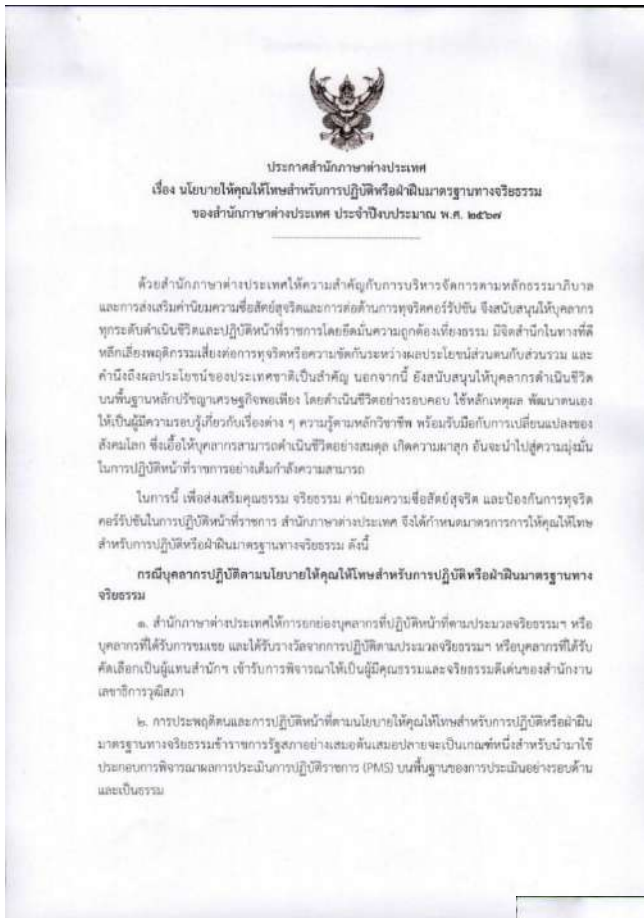 ประกาศสำนักภาษาต่างประเทศ
เรื่อง นโยบายให้คุณให้โทษสำหรับการปฏิบัติหรือฝ่าฝืนมาตรฐานทางจริยธรรม
ของสำนักภาษาต่างประเทศ ประจำปีงบประมาณ พ.ศ. ๒๕๖๗
ด้วยสำนักภาษาต่างประเทศให้ความสำคัญกับการบริหารจัดการตามหลักธรรมาภิบาล
และการส่งเสริมค่านิยมความซื่อสัตย์สุจริตและการต่อต้านการทุจริตคอร์รัปชัน จึงสนับสนุนให้บุคลากร
ทุกระดับดำเนินชีวิตและปฏิบัติหน้าที่ราชการโดยยึดมั่นความถูกต้องเที่ยงธรรม มีจิตสำนึกในทางที่ดี
หลีกเลี่ยงพฤติกรรมเสี่ยงต่อการทุจริตหรือความขัดกันระหว่างผลประโยชน์ส่วนตนกับส่วนรวม และ
คำนึงถึงผลประโยชน์ของประเทศชาติเป็นสำคัญ นอกจากนี้ ยังสนับสนุนให้บุคลากรดำเนินชีวิต
บนพื้นฐานหลักปรัชญาเศรษฐกิจพอเพียง โดยดำเนินชีวิตอย่างรอบคอบ ใช้หลักเหตุผล พัฒนาตนเอง
ให้เป็นผู้มีความรอบรู้เกี่ยวกับเรื่องต่าง ๆ ความรู้ตามหลักวิชาชีพ พร้อมรับมือกับการเปลี่ยนแปลงของ
สังคมโลก ซึ่งเอื้อให้บุคลากรสามารถดำเนินชีวิตอย่างสมดุล เกิดความผาสุก อันจะนำไปสู่ความมุ่งมั่น
ในการปฏิบัติหน้าที่ราชการอย่างเต็มกำลังความสามารถ
ในการนี้ เพื่อส่งเสริมคุณธรรม จริยธรรม ค่านิยมความซื่อสัตย์สุจริต และป้องกันการทุจริต
คอร์รัปชันในการปฏิบัติหน้าที่ราชการ สำนักภาษาต่างประเทศ จึงได้กำหนดมาตรการการให้คุณให้โทษ
สำหรับการปฏิบัติหรือฝ่าฝืนมาตรฐานทางจริยธรรม ดังนี้
กรณีบุคลากรปฏิบัติตามนโยบายให้คุณให้โทษสำหรับการปฏิบัติหรือฝ่าฝืนมาตรฐานทาง
จริยธรรม
๑. สำนักภาษาต่างประเทศให้การยกย่องบุคลากรที่ปฏิบัติหน้าที่ตามประมวลจริยธรรมฯ หรือ
บุคลากรที่ได้รับการชมเชย และได้รับรางวัลจากการปฏิบัติตามประมวลจริยธรรมฯ หรือบุคลากรที่ได้รับ
คัดเลือกเป็นผู้แทนสำนักฯ เข้ารับการพิจารณาให้เป็นผู้มีคุณธรรมและจริยธรรมดีเด่นของสำนักงาน
เลขาธิการวุฒิสภา
๒. การประพฤติตนและการปฏิบัติหน้าที่ตามนโยบายให้คุณให้โทษสำหรับการปฏิบัติหรือฝ่าฝืน
มาตรฐานทางจริยธรรมข้าราชการรัฐสภาอย่างเสมอต้นเสมอปลายจะเป็นเกณฑ์หนึ่งสำหรับนำมาใช้
ประกอบการพิจารณาผลการประเมินการปฏิบัติราชการ (PMS) บนพื้นฐานของการประเมินอย่างรอบด้าน
และเป็นธรรม